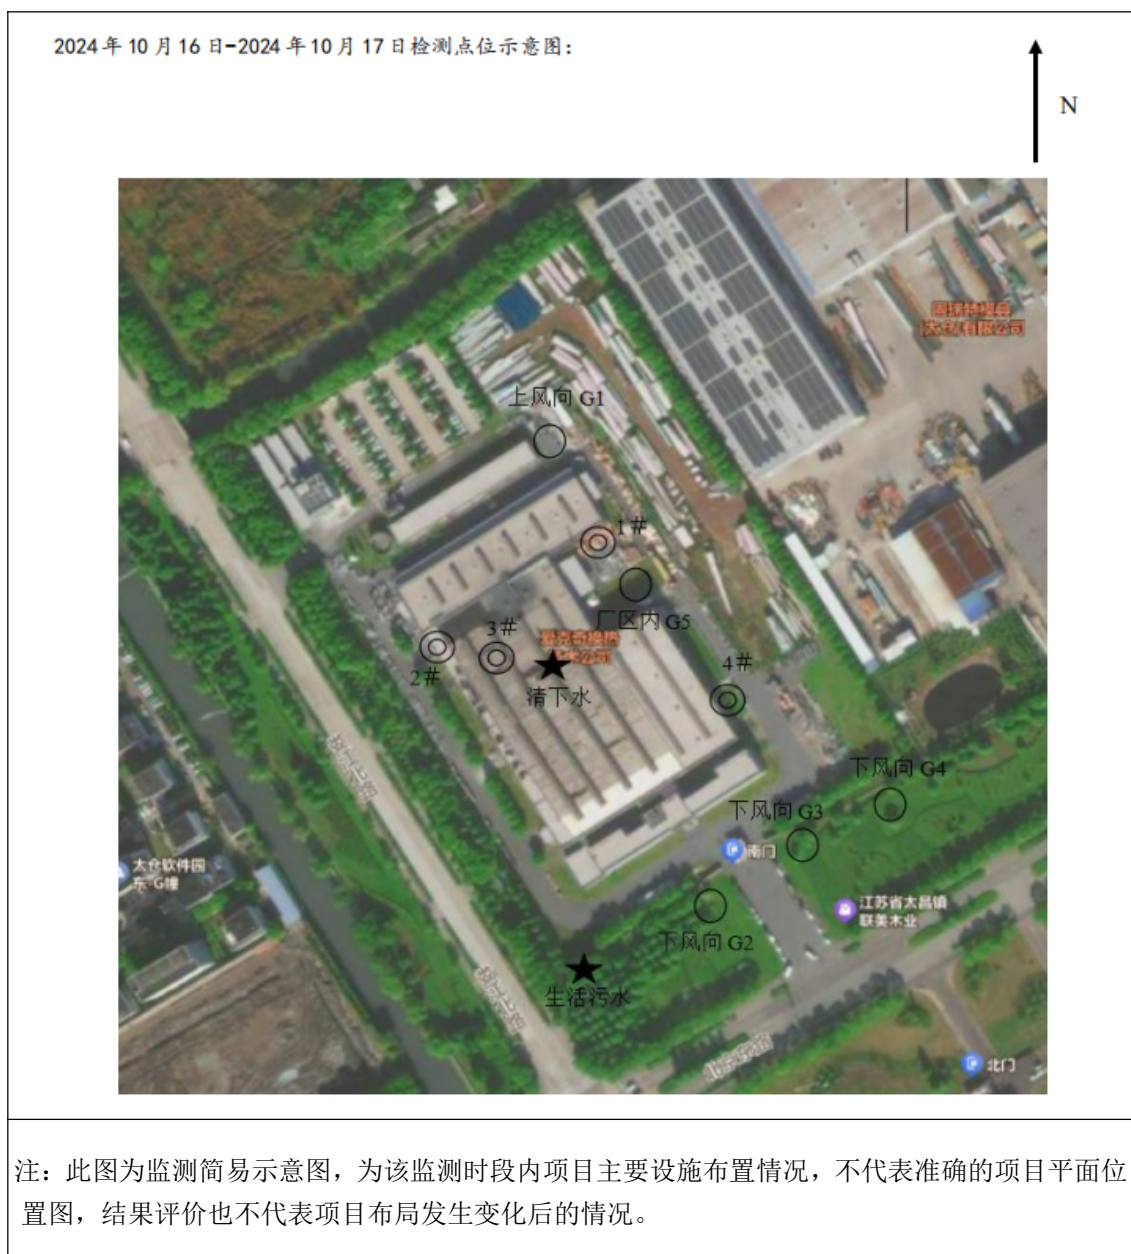 2024年10月16日-2024年10月17日检测点位示意图：
N
上风向 G1
1#
厂区内 G5
3#
2#
清下水
4#
下风向 G4
下风向 G3
南门
太仓软件园
东-G幢
江苏省太昌镇
联美木业
下风向 G2
生活污水
北门
注：此图为监测简易示意图，为该监测时段内项目主要设施布置情况，不代表准确的项目平面位
置图，结果评价也不代表项目布局发生变化后的情况。